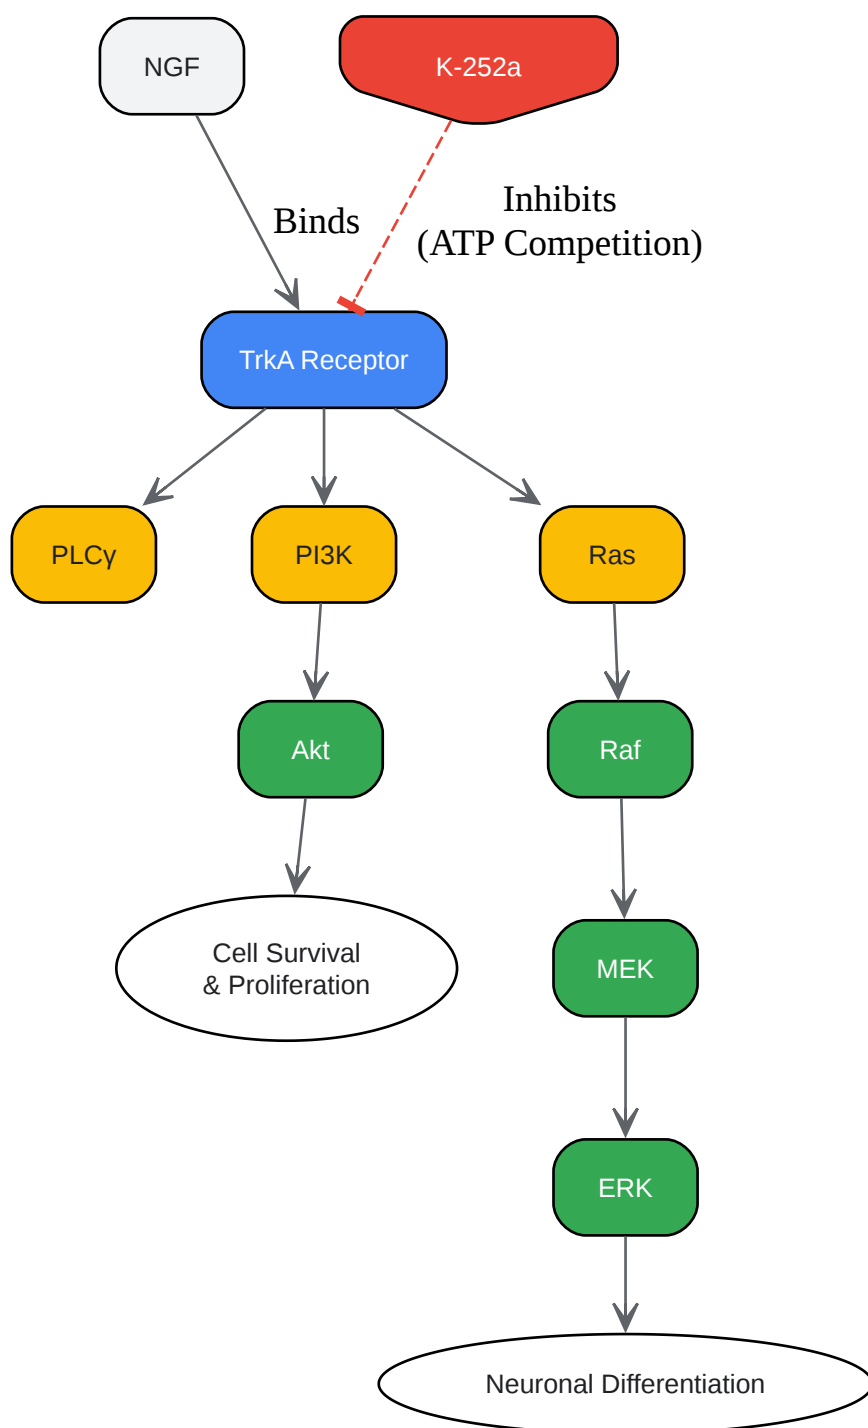 NGF
K-252a
Binds
Inhibits
(ATP Competition)
TrkA Receptor
PLCγ
PI3K
Ras
Akt
Raf
Cell Survival
& Proliferation
MEK
ERK
Neuronal Differentiation